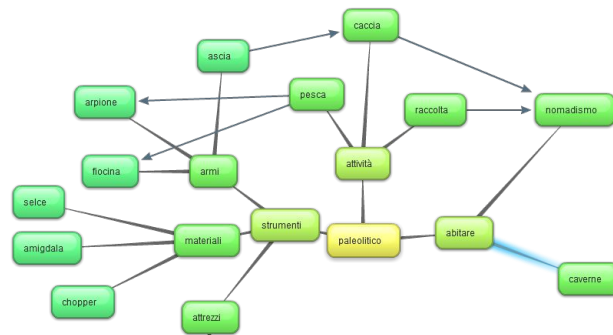 caccia
ascia
arpione
pesca
raccolta
nomadismo
fiocina
armi
attività
selce
strumenti
materiali
paleolitico
abitare
amigdala
caverne
chopper
attrezzi